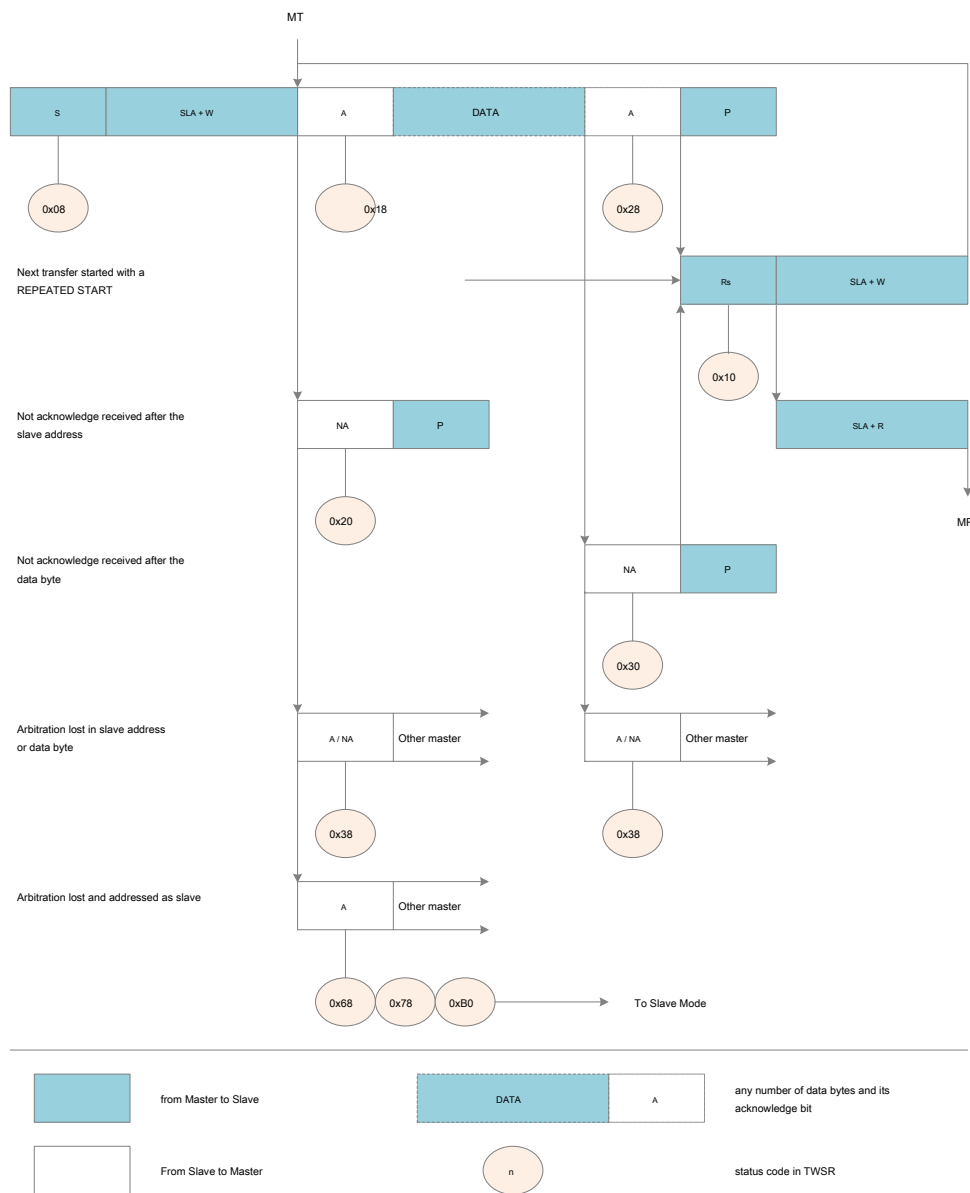 MT
S
SLA + W
A
DATA
A
P
0x08
0x18
0x28
Next transfer started with a
REPEATED START
Rs
SLA + W
0x10
Not acknowledge received after the
slave address
NA
P
SLA + R
0x20
MR
Not acknowledge received after the
data byte
NA
P
0x30
Arbitration lost in slave address
or data byte
A / NA
Other master
A / NA
Other master
0x38
0x38
Arbitration lost and addressed as slave
A
Other master
0x68
0x78
0xB0
To Slave Mode
from Master to Slave
DATA
A
any number of data bytes and its
acknowledge bit
From Slave to Master
n
status code in TWSR